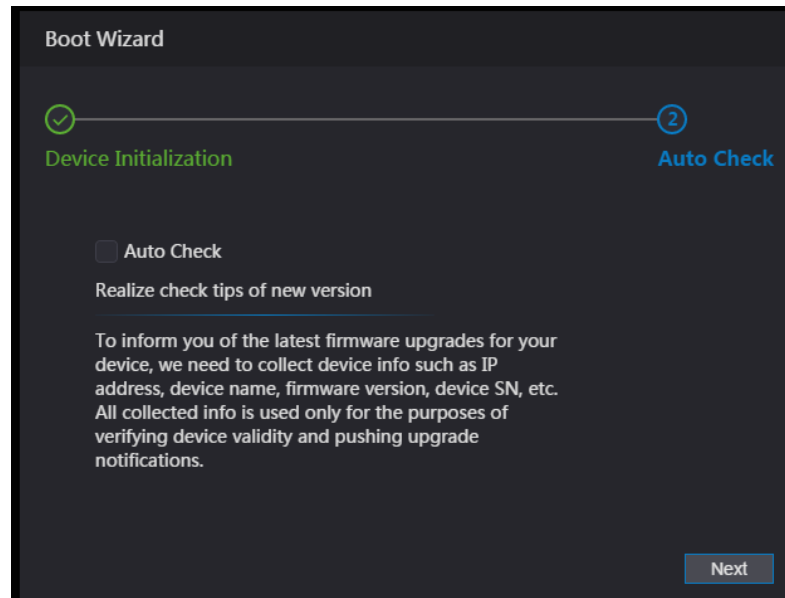 Boot Wizard
2
Device Initialization
Auto Check
Auto Check
Realize check tips of new version
To inform you of the latest firmware upgrades for your
device, we need to collect device info such as IP
address, device name, firmware version, device SN, etc.
All collected info is used only for the purposes of
verifying device validity and pushing upgrade
notifications.
Next